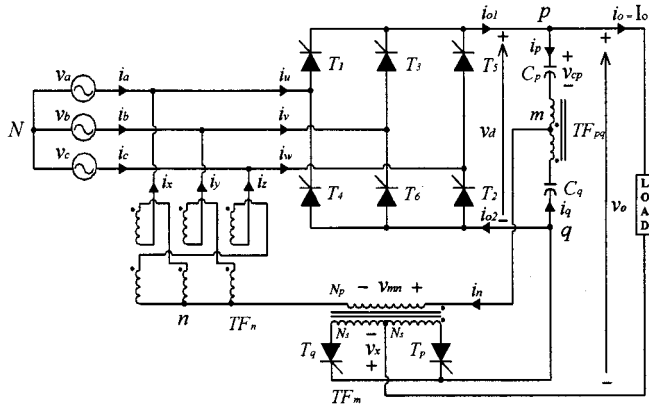 p
i_o1
i_o = I_o
v_a
i_a
i_u
T_1
T_3
T_5
i_p
C_p
v_cp
N
v_b
i_b
i_v
m
TF_pq
v_d
v_c
i_c
i_w
i_x
i_y
i_z
T_4
T_6
T_2
C_q
i_q
v_o
LOAD
i_o2
q
n
TF_n
N_p
- v_mn +
i_n
T_q
N_s
v_x
N_s
T_p
TF_m